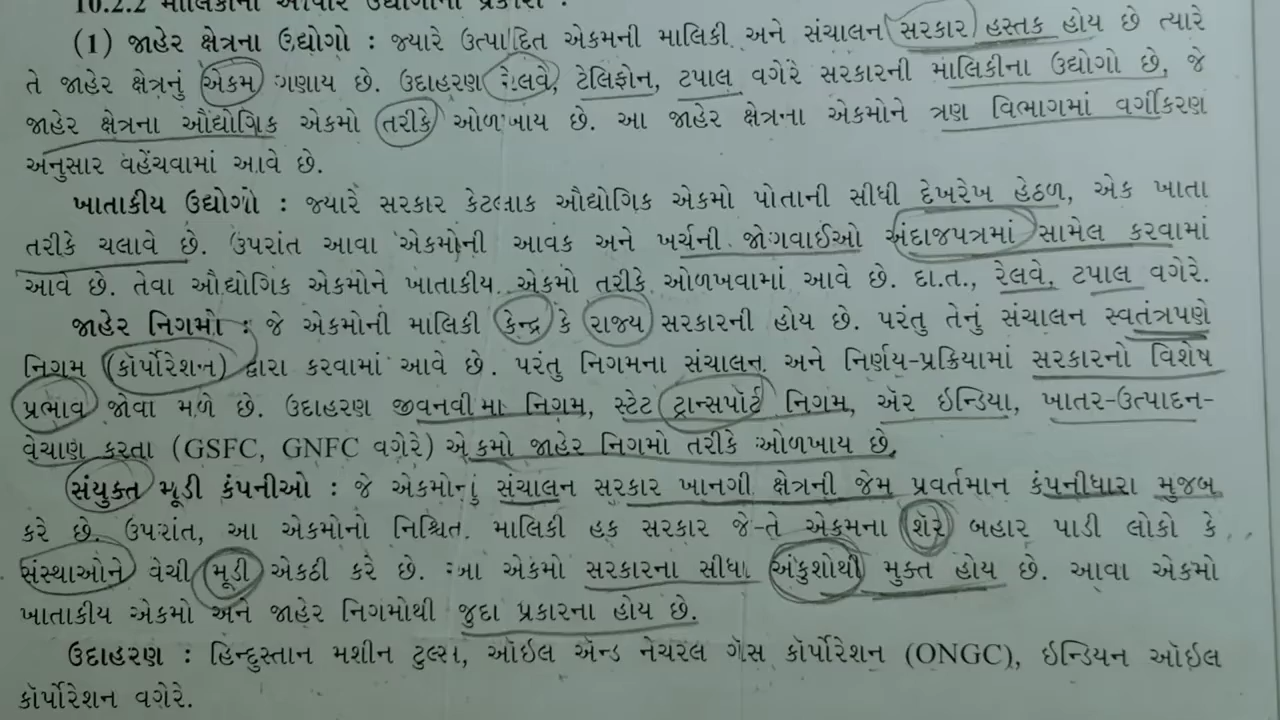 10.2.2 માલિકીના આધારે ઉદ્યોગોના પ્રકારો :
(1) જાહેર ક્ષેત્રના ઉદ્યોગો : જ્યારે ઉત્પાદિત એકમની માલિકી અને સંચાલન સરકાર હસ્તક હોય છે ત્યારે
તે જાહેર ક્ષેત્રનું એકમ ગણાય છે. ઉદાહરણ રેલવે, ટેલિફોન, ટપાલ વગેરે સરકારની માલિકીના ઉદ્યોગો છે, જે
જાહેર ક્ષેત્રના ઔદ્યોગિક એકમો તરીકે ઓળખાય છે. આ જાહેર ક્ષેત્રના એકમોને ત્રણ વિભાગમાં વર્ગીકરણ
અનુસાર વહેંચવામાં આવે છે.
ખાતાકીય ઉદ્યોગો : જ્યારે સરકાર કેટલાક ઔદ્યોગિક એકમો પોતાની સીધી દેખરેખ હેઠળ, એક ખાતા
તરીકે ચલાવે છે. ઉપરાંત આવા એકમોની આવક અને ખર્ચની જોગવાઈઓ અંદાજપત્રમાં સામેલ કરવામાં
આવે છે. તેવા ઔદ્યોગિક એકમોને ખાતાકીય એકમો તરીકે ઓળખવામાં આવે છે. દા.ત., રેલવે, ટપાલ વગેરે.
જાહેર નિગમો : જે એકમોની માલિકી કેન્દ્ર કે રાજ્ય સરકારની હોય છે. પરંતુ તેનું સંચાલન સ્વતંત્રપણે
નિગમ (કૉર્પોરેશન) દ્વારા કરવામાં આવે છે. પરંતુ નિગમના સંચાલન અને નિર્ણય-પ્રક્રિયામાં સરકારનો વિશેષ
પ્રભાવ જોવા મળે છે. ઉદાહરણ જીવનવીમા નિગમ, સ્ટેટ ટ્રાન્સપૉર્ટ નિગમ, ઍર ઇન્ડિયા, ખાતર-ઉત્પાદન-
વેચાણ કરતા (GSFC, GNFC વગેરે) એકમો જાહેર નિગમો તરીકે ઓળખાય છે.
સંયુક્ત મૂડી કંપનીઓ : જે એકમોનું સંચાલન સરકાર ખાનગી ક્ષેત્રની જેમ પ્રવર્તમાન કંપનીધારા મુજબ
કરે છે. ઉપરાંત, આ એકમોનો નિશ્ચિત માલિકી હક સરકાર જે-તે એકમના શૅર બહાર પાડી લોકો કે
સંસ્થાઓને વેચી મૂડી એકઠી કરે છે. આ એકમો સરકારના સીધા અંકુશોથી મુક્ત હોય છે. આવા એકમો
ખાતાકીય એકમો અને જાહેર નિગમોથી જુદા પ્રકારના હોય છે.
ઉદાહરણ : હિન્દુસ્તાન મશીન ટુલ્સ, ઑઇલ ઍન્ડ નેચરલ ગૅસ કૉર્પોરેશન (ONGC), ઇન્ડિયન ઑઇલ
કૉર્પોરેશન વગેરે.